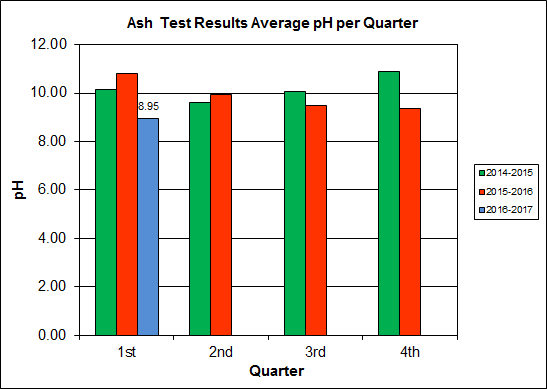 Ash  Test Results Average pH per Quarter
12.00
10.00
8.00
6.00
4.00
2.00
0.00
pH
8.95
1st
2nd
3rd
4th
Quarter
2014-2015
2015-2016
2016-2017